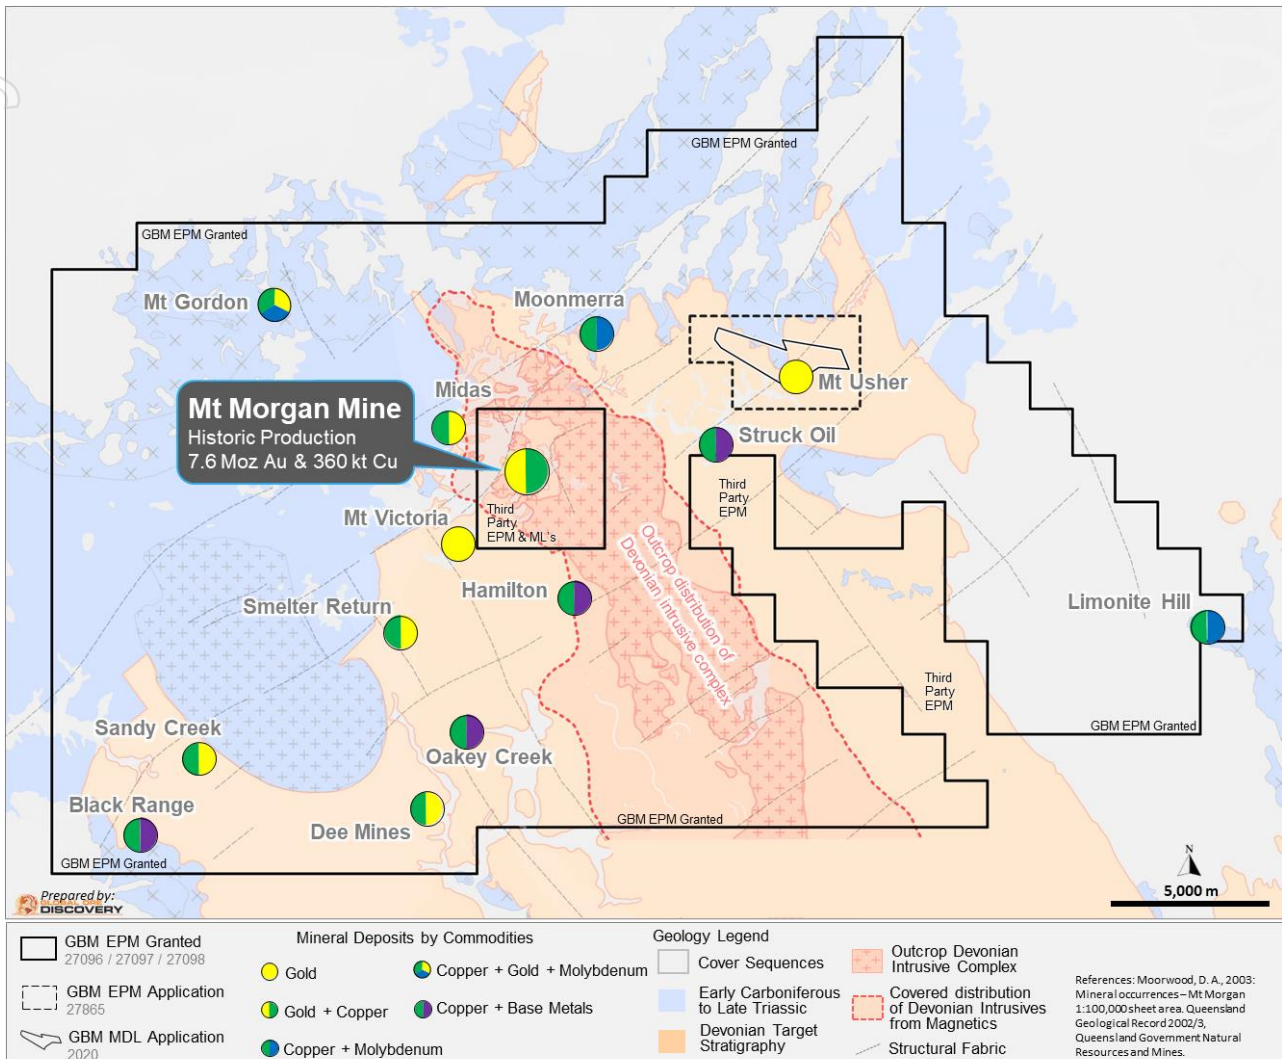 GBM EPM Granted
GBM EPM Granted
Mt Gordon
Moonmerra
Mt Usher
Midas
Mt Morgan Mine
Historic Production
7.6 Moz Au & 360 kt Cu
Struck Oil
Third
Party
EPM
Third
Party
EPM & ML's
Mt Victoria
Outcrop distribution of
Devonian Intrusive complex
Hamilton
Limonite Hill
Smelter Return
Third
Party
EPM
Sandy Creek
GBM EPM Granted
Oakey Creek
Black Range
Dee Mines
GBM EPM Granted
GBM EPM Granted
N
5,000 m
Prepared by:
GLOBAL ORE
DISCOVERY
GBM EPM Granted
27096 / 27097 / 27098
GBM EPM Application
27865
GBM MDL Application
2020
Mineral Deposits by Commodities
Gold
Copper + Gold + Molybdenum
Gold + Copper
Copper + Base Metals
Copper + Molybdenum
Geology Legend
Cover Sequences
Early Carboniferous
to Late Triassic
Devonian Target
Stratigraphy
Outcrop Devonian
Intrusive Complex
Covered distribution
of Devonian Intrusives
from Magnetics
Structural Fabric
References: Moorwood, D. A., 2003:
Mineral occurrences – Mt Morgan
1:100,000 sheet area. Queensland
Geological Record 2002/3,
Queensland Government Natural
Resources and Mines.